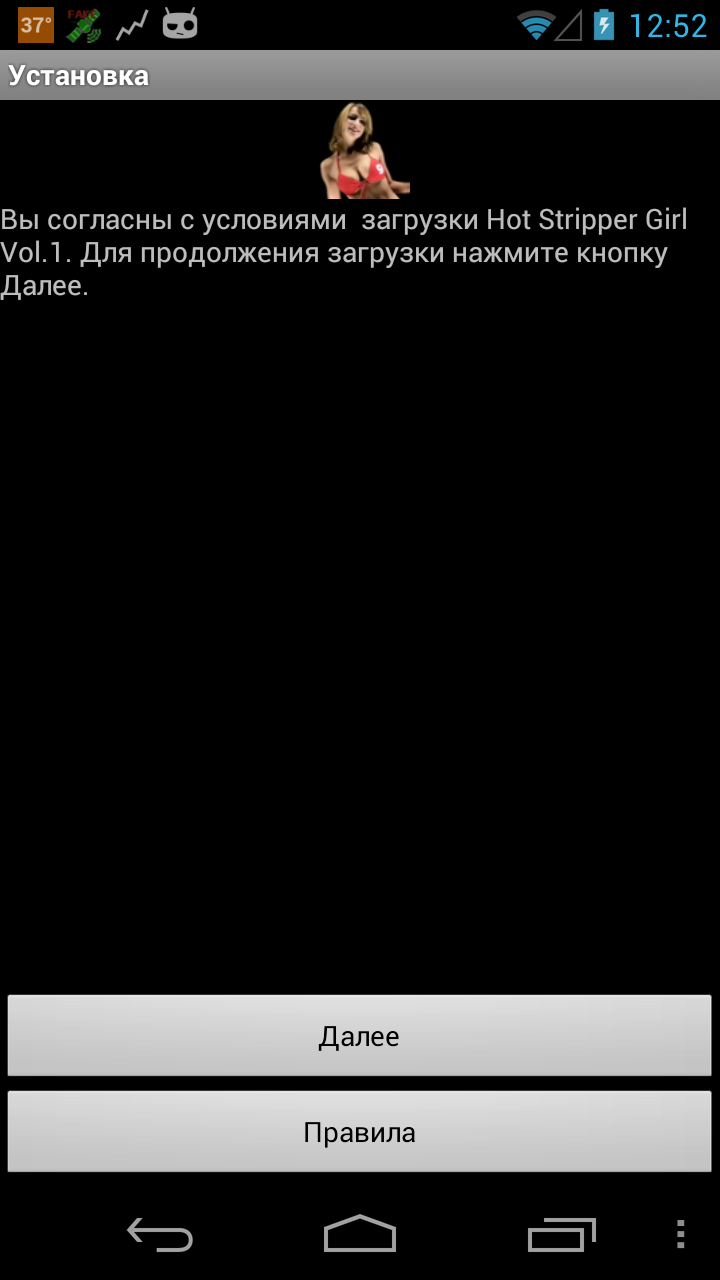 37°
FAKE
12:52
Установка
Вы согласны с условиями  загрузки Hot Stripper Girl
Vol.1. Для продолжения загрузки нажмите кнопку
Далее.
Далее
Правила